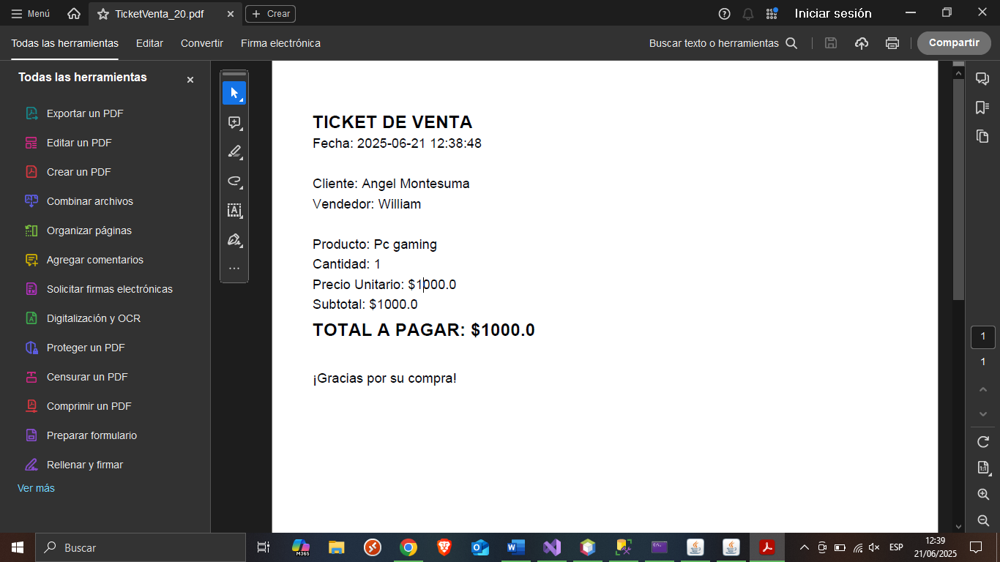 Menú
TicketVenta_20.pdf
Crear
Iniciar sesión
Todas las herramientas
Editar
Convertir
Firma electrónica
Buscar texto o herramientas
Compartir
Todas las herramientas
Exportar un PDF
Editar un PDF
Crear un PDF
Combinar archivos
Organizar páginas
Agregar comentarios
Solicitar firmas electrónicas
Digitalización y OCR
Proteger un PDF
Censurar un PDF
Comprimir un PDF
Preparar formulario
Rellenar y firmar
Ver más
TICKET DE VENTA
Fecha: 2025-06-21 12:38:48
Cliente: Angel Montesuma
Vendedor: William
Producto: Pc gaming
Cantidad: 1
Precio Unitario: $1000.0
Subtotal: $1000.0
TOTAL A PAGAR: $1000.0
¡Gracias por su compra!
1
1
1:1
Buscar
M365
ESP
12:39
21/06/2025